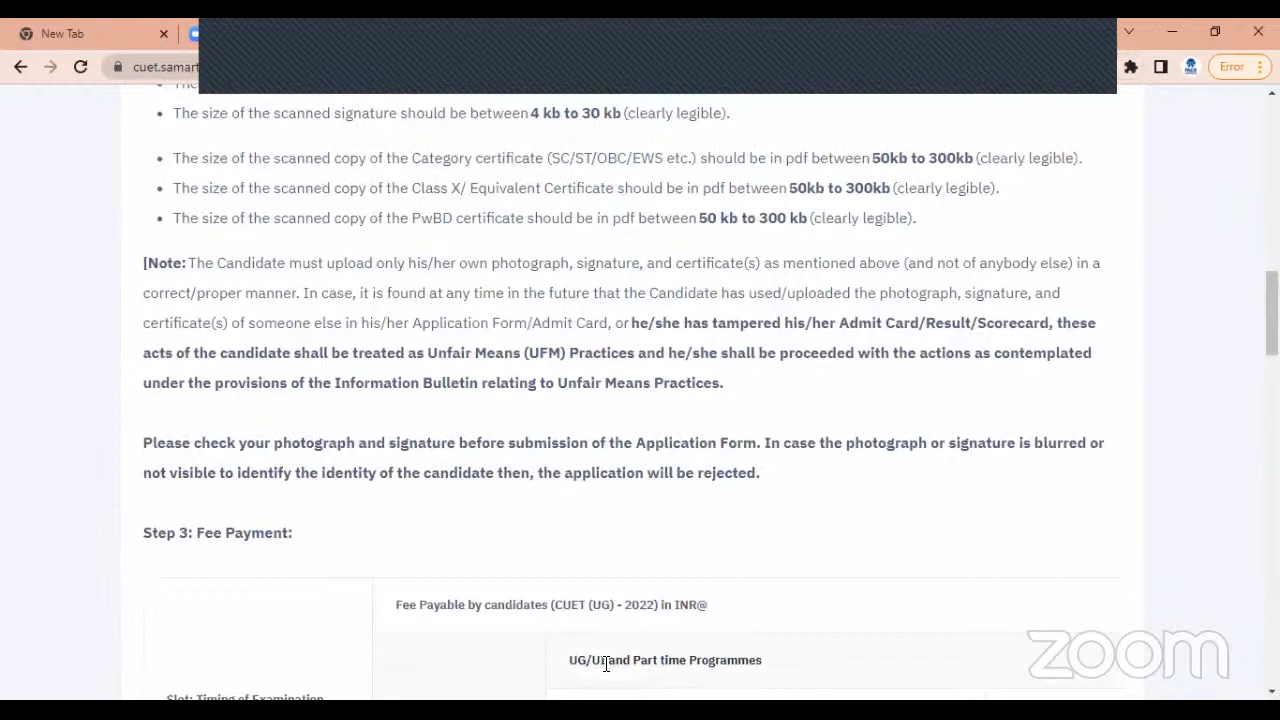 New Tab
cuet.samart
Error
The size of the scanned signature should be between 4 kb to 30 kb (clearly legible).
The size of the scanned copy of the Category certificate (SC/ST/OBC/EWS etc.) should be in pdf between 50kb to 300kb (clearly legible).
The size of the scanned copy of the Class X/ Equivalent Certificate should be in pdf between 50kb to 300kb (clearly legible).
The size of the scanned copy of the PwBD certificate should be in pdf between 50 kb to 300 kb (clearly legible).
[Note: The Candidate must upload only his/her own photograph, signature, and certificate(s) as mentioned above (and not of anybody else) in a
correct/proper manner. In case, it is found at any time in the future that the Candidate has used/uploaded the photograph, signature, and
certificate(s) of someone else in his/her Application Form/Admit Card, or he/she has tampered his/her Admit Card/Result/Scorecard, these
acts of the candidate shall be treated as Unfair Means (UFM) Practices and he/she shall be proceeded with the actions as contemplated
under the provisions of the Information Bulletin relating to Unfair Means Practices.
Please check your photograph and signature before submission of the Application Form. In case the photograph or signature is blurred or
not visible to identify the identity of the candidate then, the application will be rejected.
Step 3: Fee Payment:
Fee Payable by candidates (CUET (UG) - 2022) in INR@
and Part time Programmes
Slot: Timing of Examination
zoom